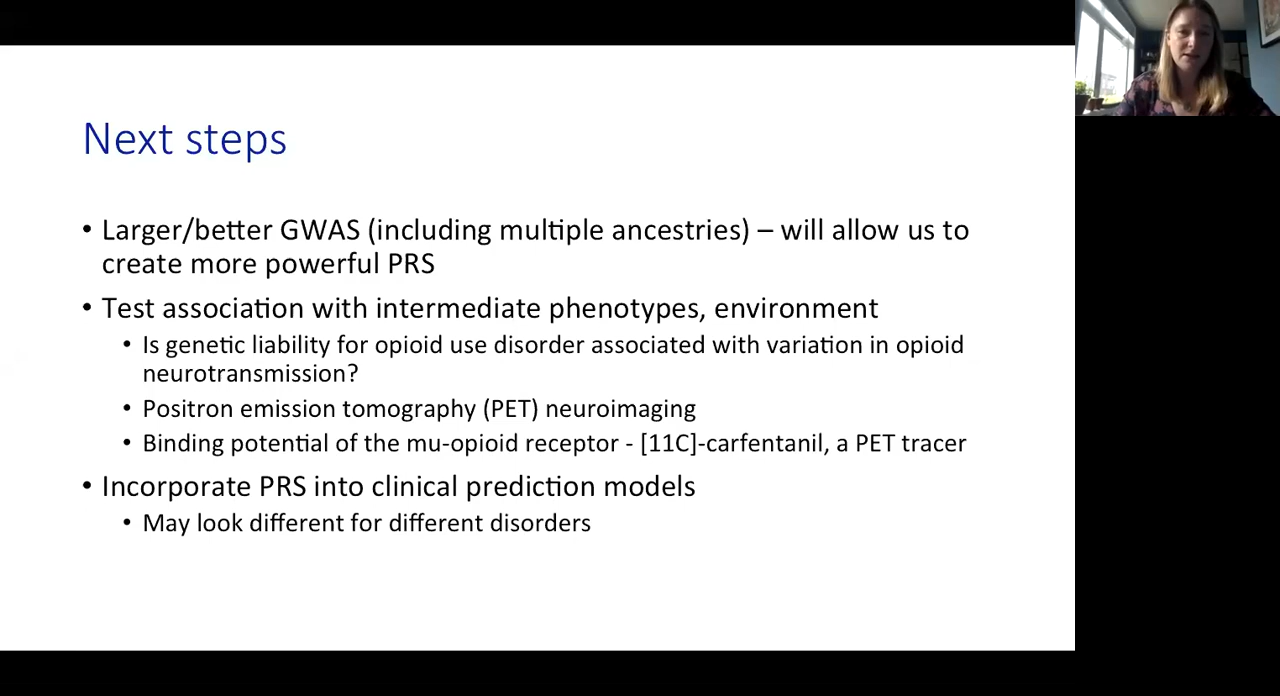 Next steps
• Larger/better GWAS (including multiple ancestries) – will allow us to
create more powerful PRS
• Test association with intermediate phenotypes, environment
• Is genetic liability for opioid use disorder associated with variation in opioid
neurotransmission?
• Positron emission tomography (PET) neuroimaging
• Binding potential of the mu-opioid receptor - [11C]-carfentanil, a PET tracer
• Incorporate PRS into clinical prediction models
• May look different for different disorders